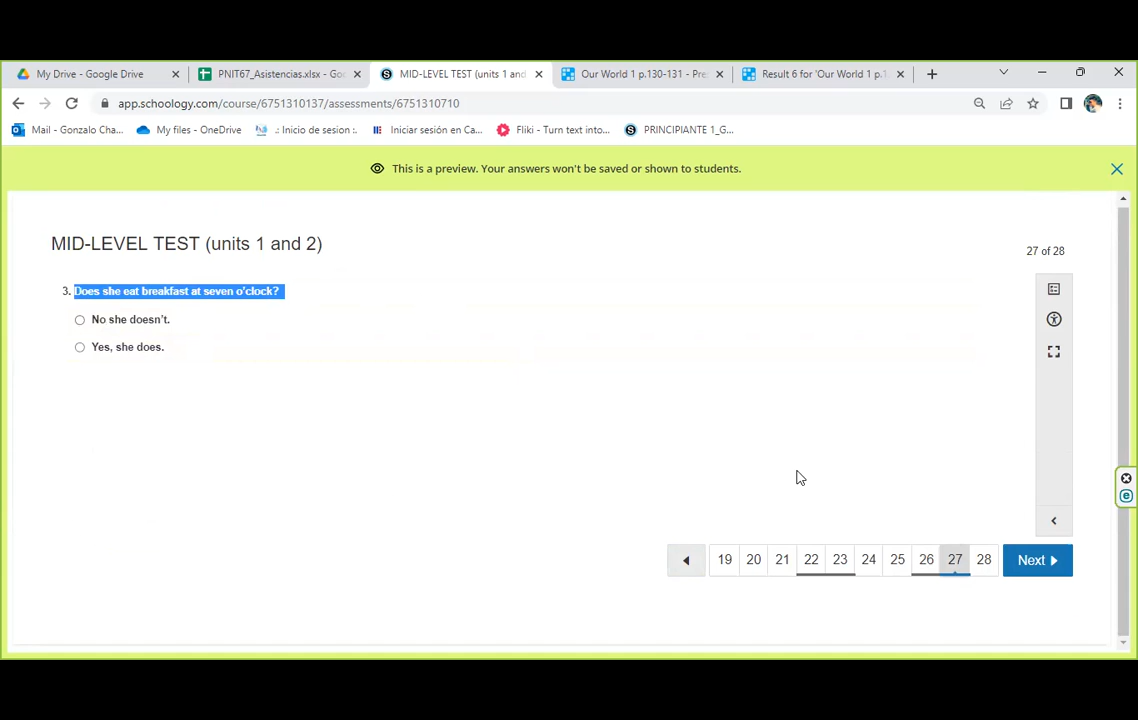 My Drive - Google Drive
PNIT67_Asistencias.xlsx - Goo
MID-LEVEL TEST (units 1 and
Our World 1 p.130-131 - Pre
Result 6 for 'Our World 1 p.1
app.schoology.com/course/6751310137/assessments/6751310710
Mail - Gonzalo Cha...
My files - OneDrive
.: Inicio de sesion :.
Iniciar sesión en Ca...
Fliki - Turn text into...
PRINCIPIANTE 1_G...
This is a preview. Your answers won't be saved or shown to students.
MID-LEVEL TEST (units 1 and 2)
27 of 28
3. Does she eat breakfast at seven o'clock?
No she doesn't.
Yes, she does.
19 20 21 22 23 24 25 26 27 28 Next